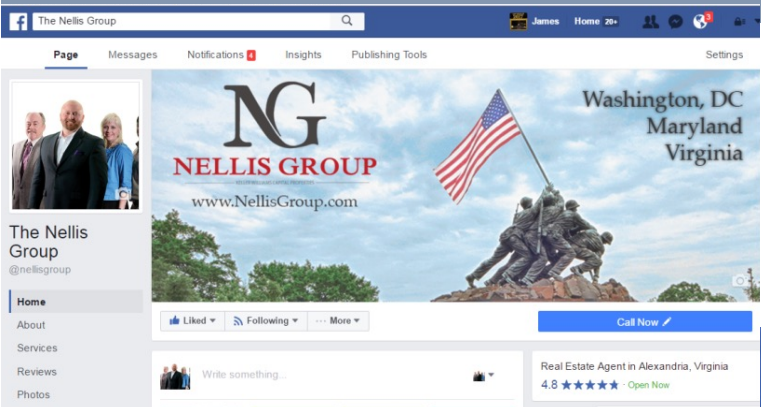 The Nellis Group
James
Home 20+
3
Page
Messages
Notifications 4
Insights
Publishing Tools
Settings
NG
NELLIS GROUP
www.NellisGroup.com
Washington, DC
Maryland
Virginia
The Nellis
Group
@nellisgroup
Home
About
Services
Reviews
Photos
Liked
Following
More
Call Now
Write something...
Real Estate Agent in Alexandria, Virginia
4.8 ★★★★★ · Open Now